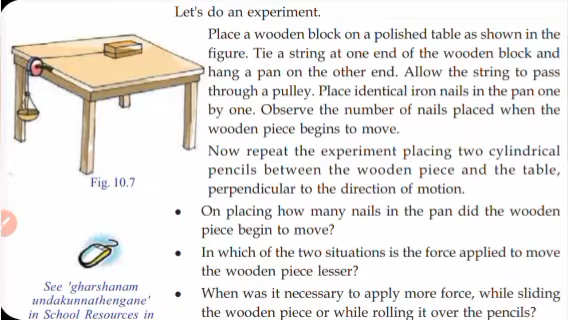 Let's do an experiment.
Place a wooden block on a polished table as shown in the
figure. Tie a string at one end of the wooden block and
hang a pan on the other end. Allow the string to pass
through a pulley. Place identical iron nails in the pan one
by one. Observe the number of nails placed when the
wooden piece begins to move.
Now repeat the experiment placing two cylindrical
pencils between the wooden piece and the table,
perpendicular to the direction of motion.
Fig. 10.7
• On placing how many nails in the pan did the wooden
piece begin to move?
• In which of the two situations is the force applied to move
the wooden piece lesser?
• When was it necessary to apply more force, while sliding
the wooden piece or while rolling it over the pencils?
See 'gharshanam
undakunnathengane'
in School Resources in